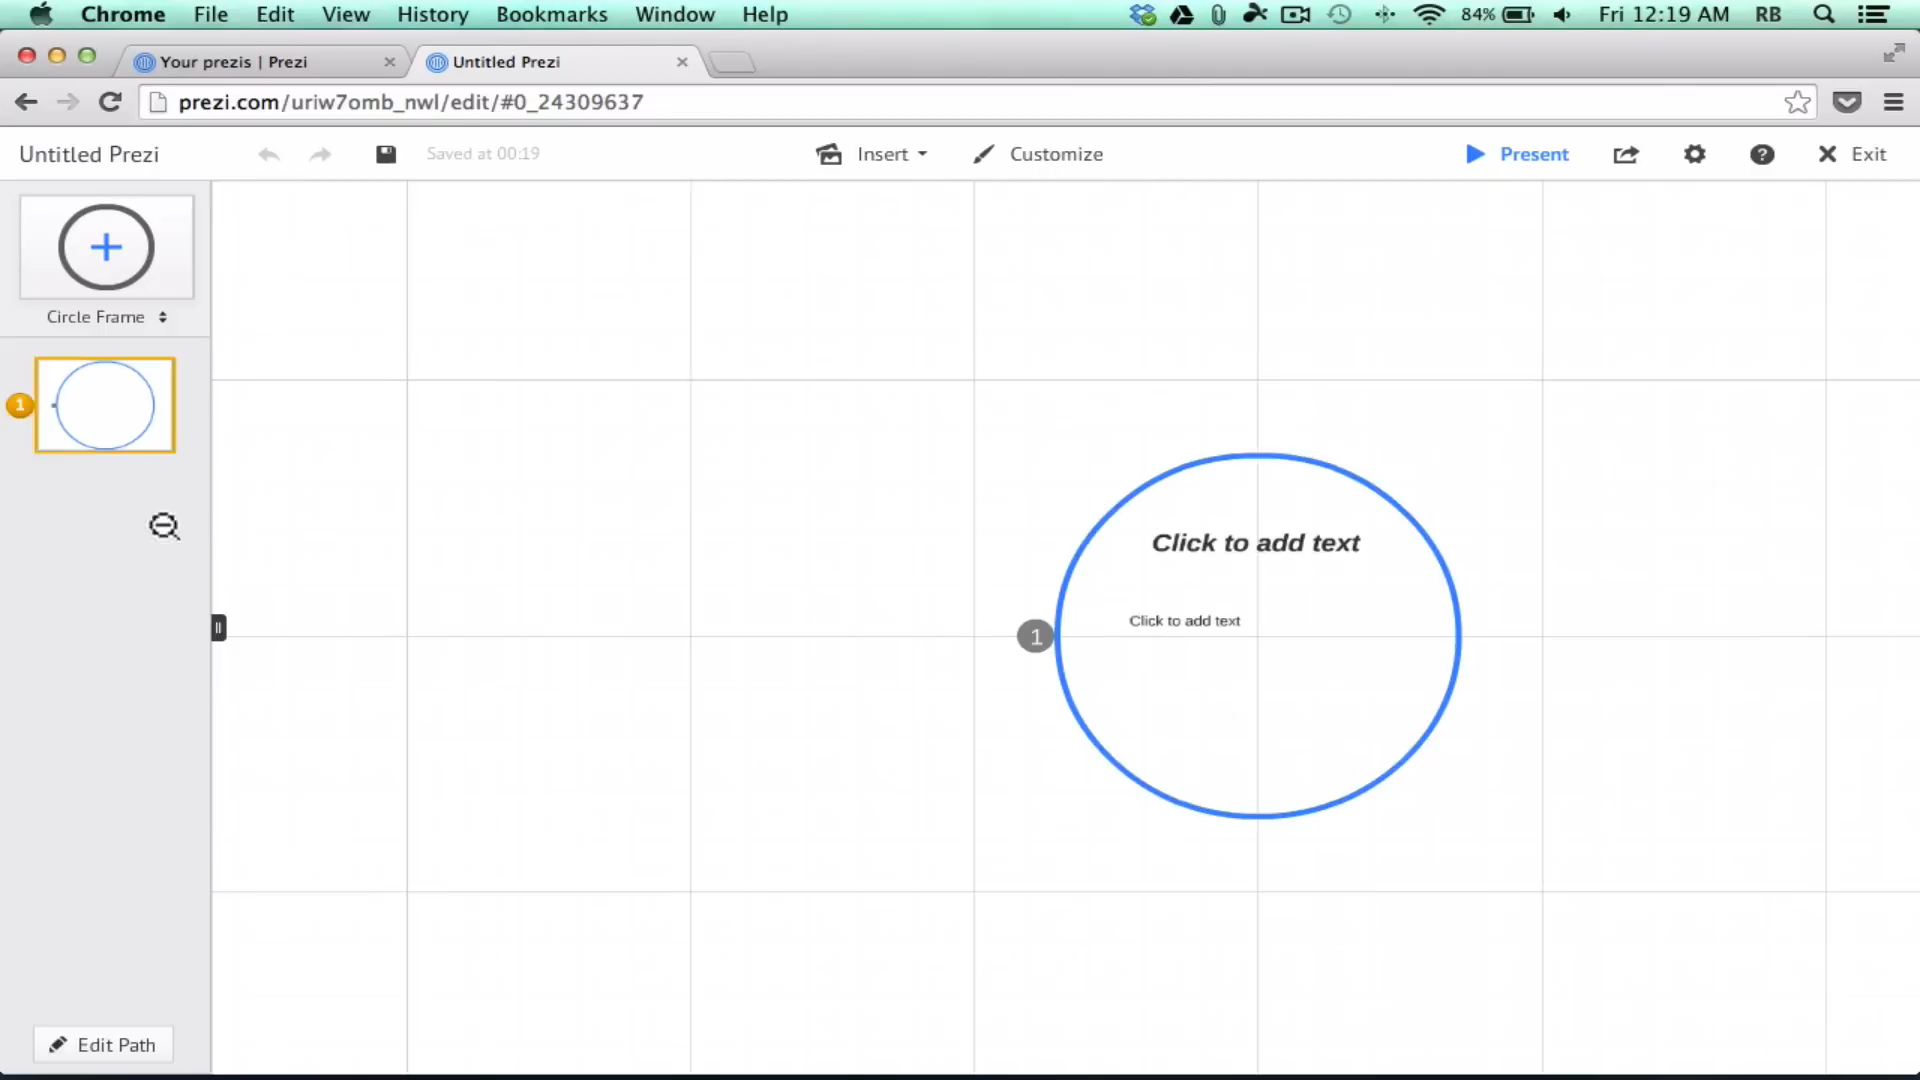 Chrome File Edit View History Bookmarks Window Help 84% Fri 12:19 AM RB
Your prezis | Prezi Untitled Prezi
prezi.com/uriw7omb_nwl/edit/#0_24309637
Untitled Prezi Saved at 00:19 Insert Customize Present Exit
Circle Frame
1
Click to add text
Click to add text
1
Edit Path